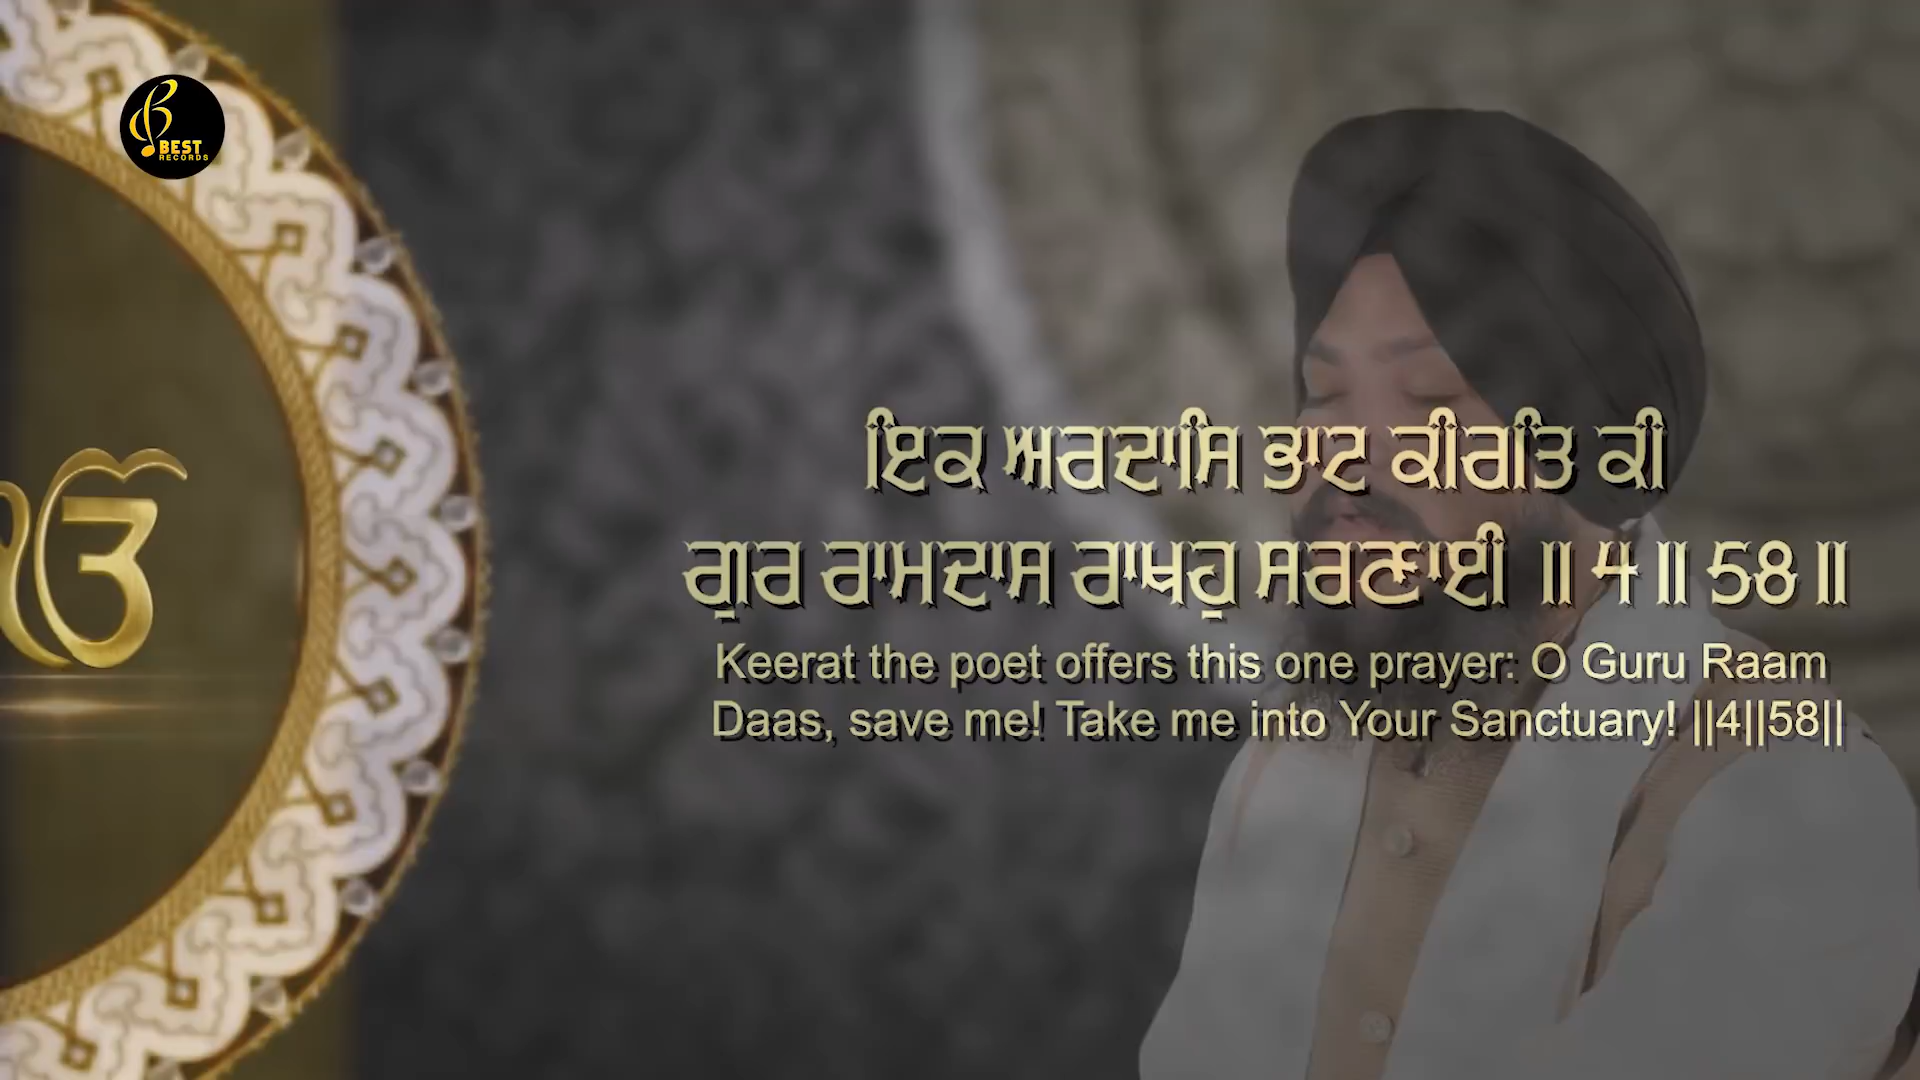 BEST
RECORDS
ੴ
ਇਕ ਅਰਦਾਸਿ ਭਾਟ ਕੀਰਤਿ ਕੀ
ਗੁਰ ਰਾਮਦਾਸ ਰਾਖਹੁ ਸਰਣਾਈ ॥ 4 ॥ 58 ॥
Keerat the poet offers this one prayer: O Guru Raam
Daas, save me! Take me into Your Sanctuary! ||4||58||